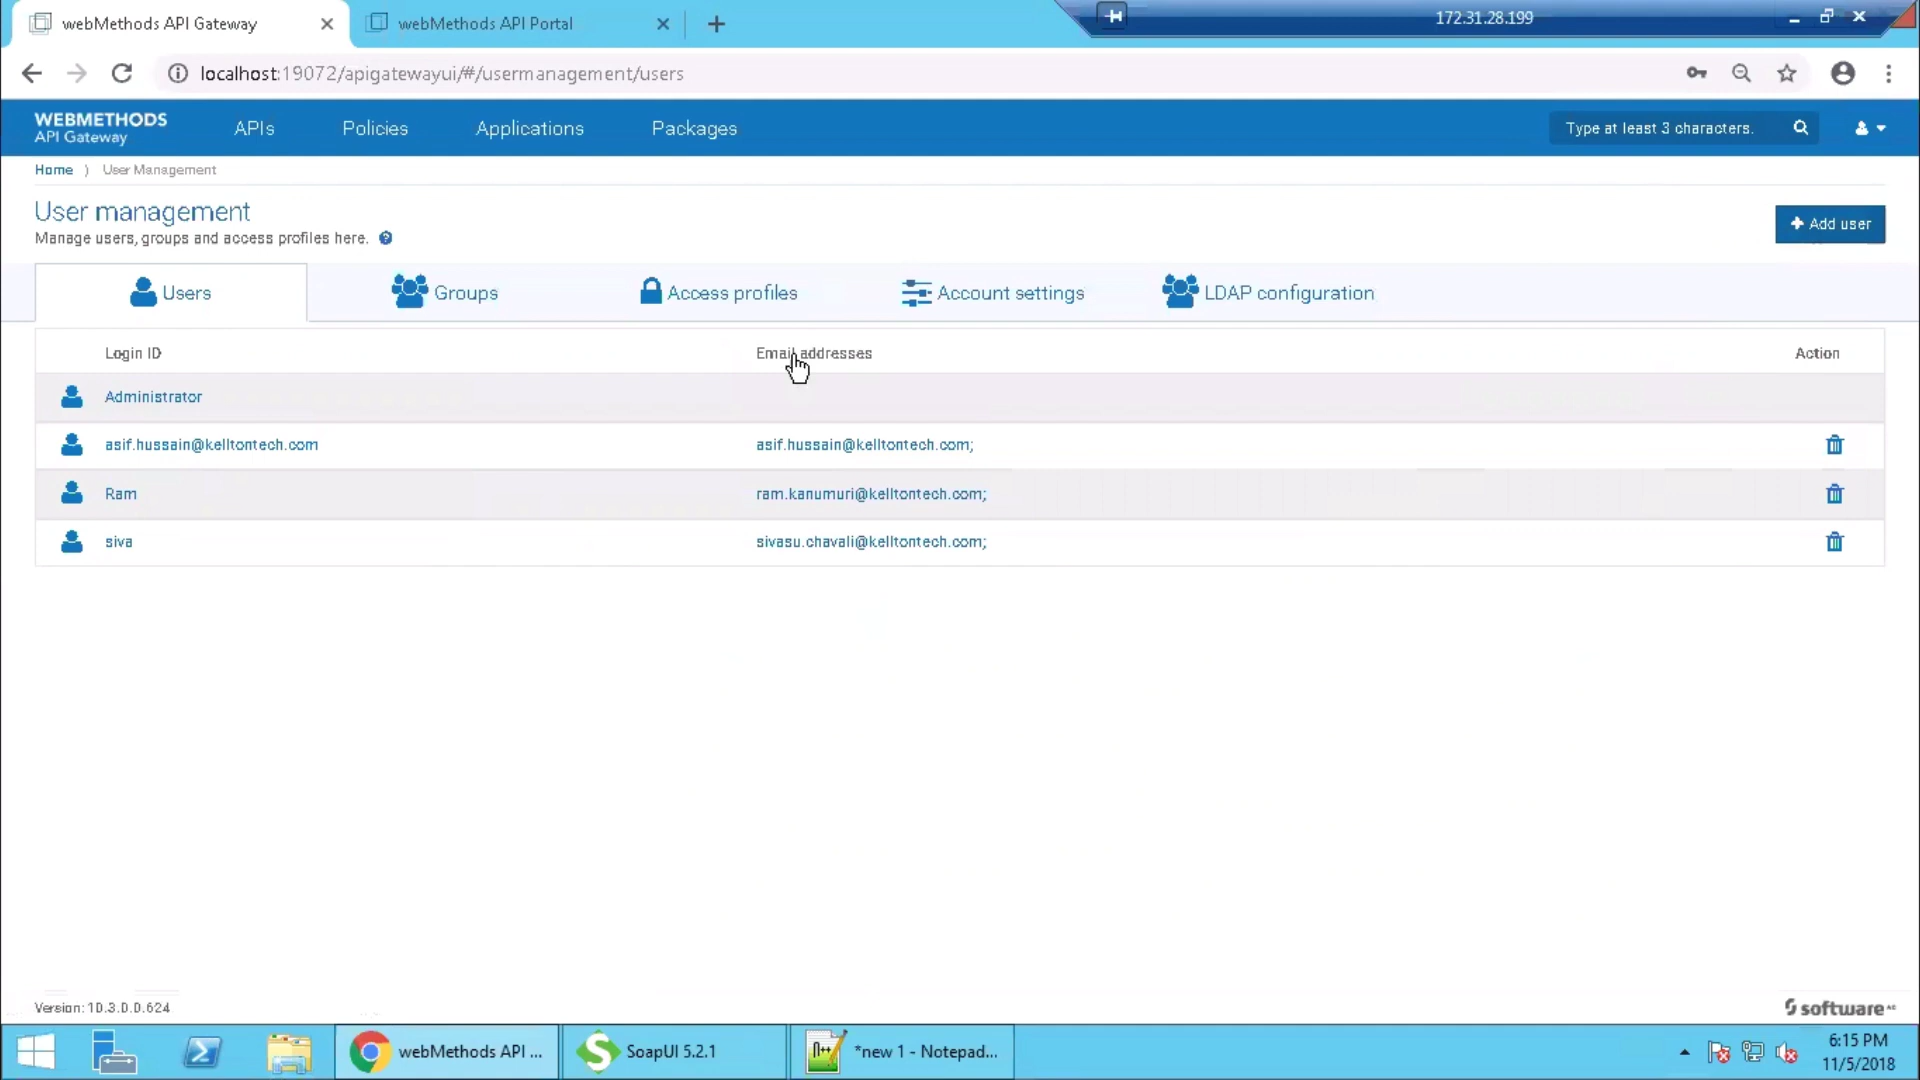 webMethods API Gateway
webMethods API Portal
172.31.28.199
localhost:19072/apigatewayui/#/usermanagement/users
WEBMETHODS
API Gateway
APIs
Policies
Applications
Packages
Type at least 3 characters.
Home
User Management
User management
Manage users, groups and access profiles here.
Add user
Users
Groups
Access profiles
Account settings
LDAP configuration
Login ID
Email addresses
Action
Administrator
asif.hussain@kelltontech.com
asif.hussain@kelltontech.com;
Ram
ram.kanumuri@kelltontech.com;
siva
sivasu.chavali@kelltontech.com;
Version: 10.3.0.0.624
software AG
webMethods API ...
SoapUI 5.2.1
*new 1 - Notepad...
6:15 PM
11/5/2018